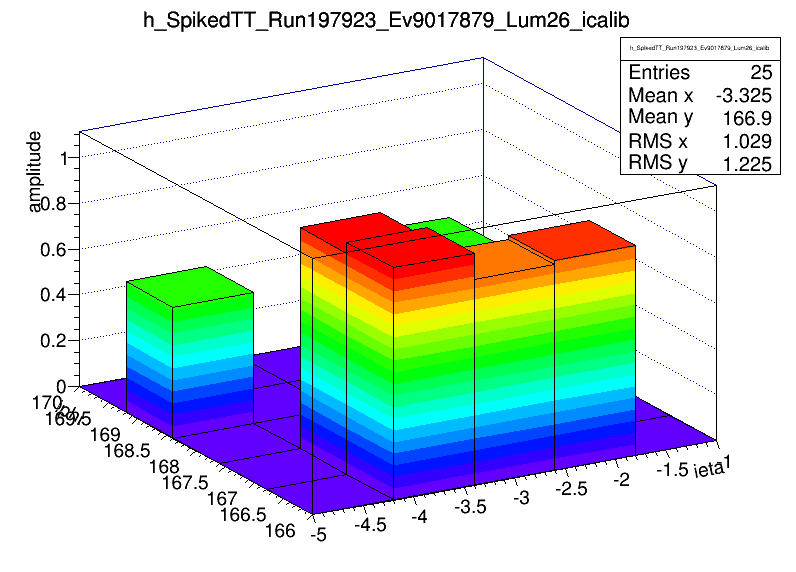 h_SpikedTT_Run197923_Ev9017879_Lum26_icalib
h_SpikedTT_Run197923_Ev9017879_Lum26_icalib
Entries 25
Mean x -3.325
Mean y 166.9
RMS x 1.029
RMS y 1.225
amplitude
1
0.8
0.6
0.4
0.2
0
170
169.5
169
168.5
168
167.5
167
166.5
166
-5
-4.5
-4
-3.5
-3
-2.5
-2
-1.5
-1
ieta